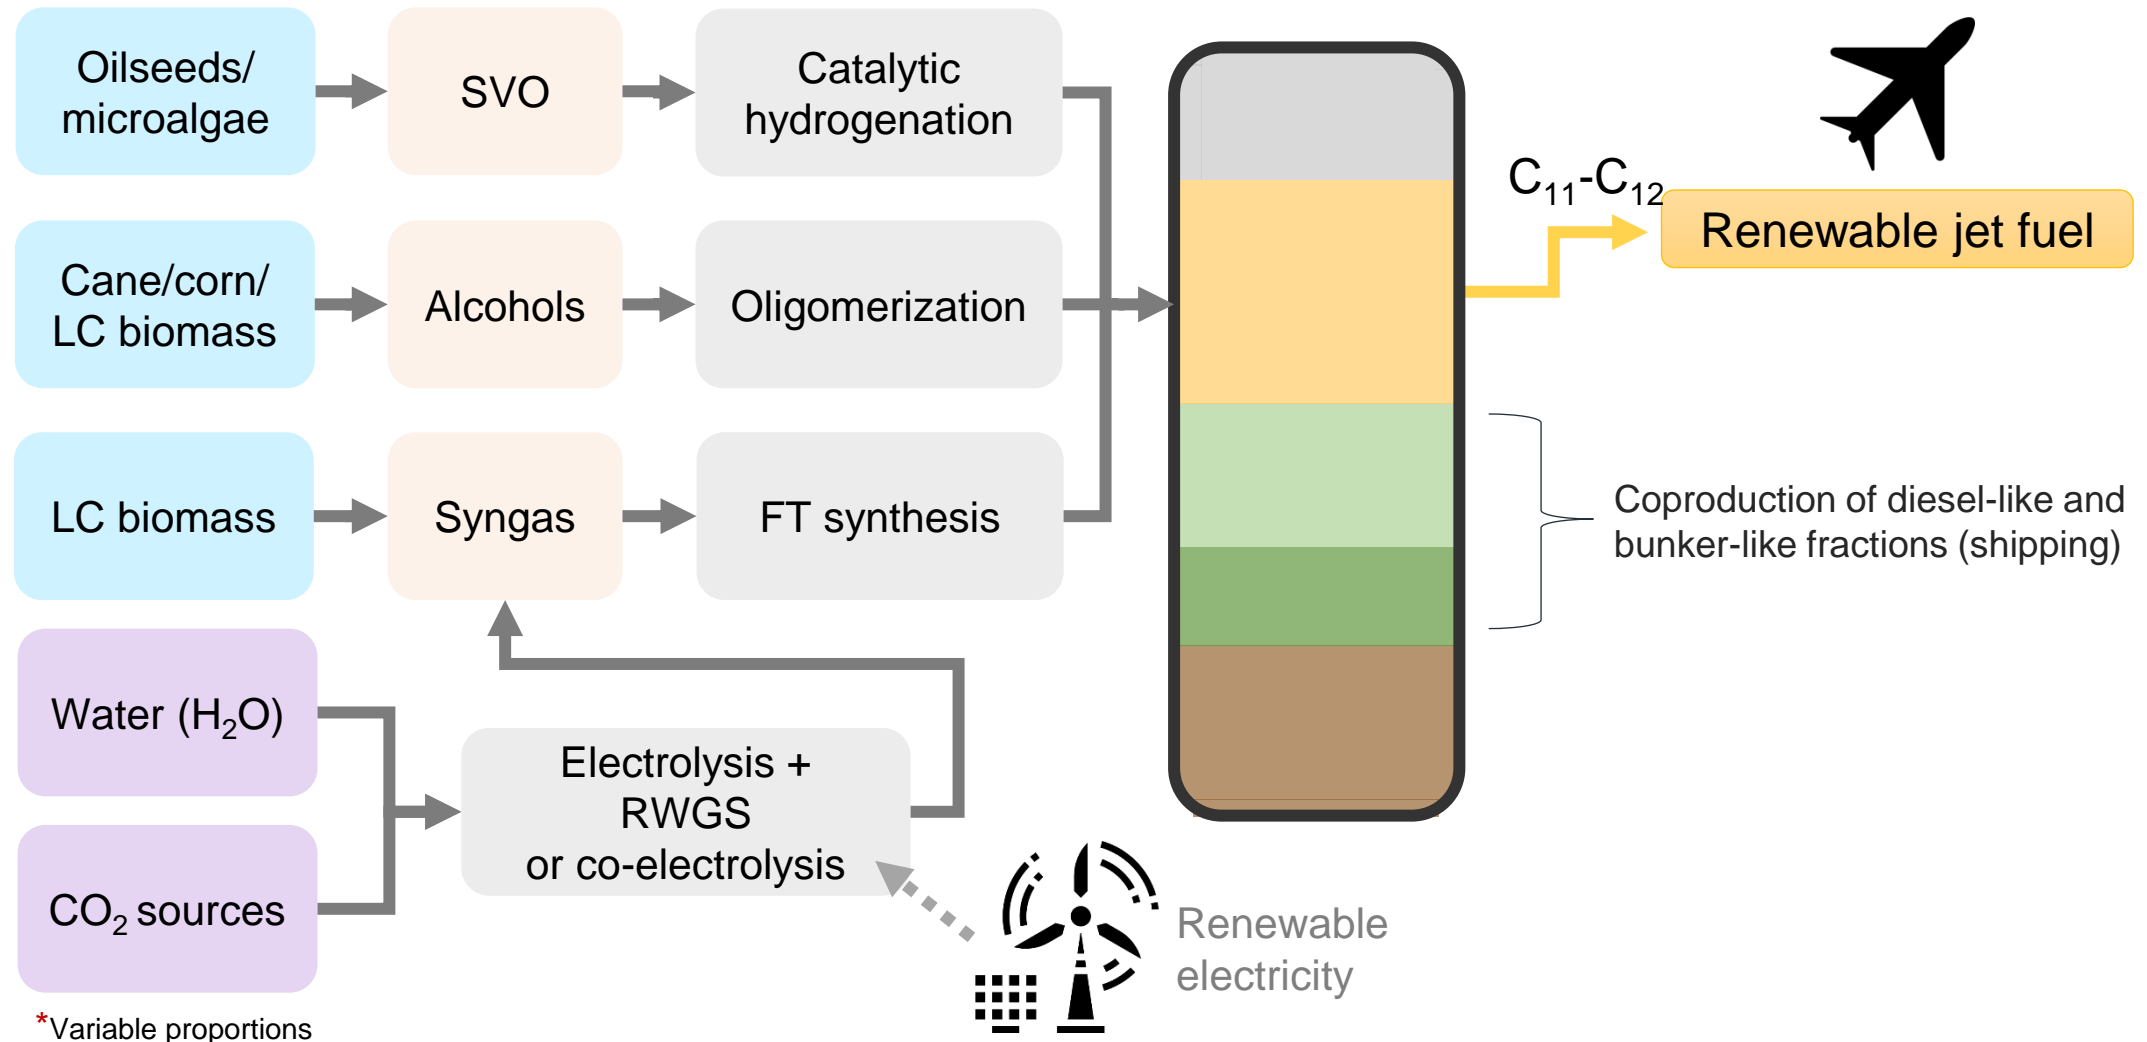 Oilseeds/
microalgae
SVO
Catalytic
hydrogenation
C₁₁-C₁₂
Renewable jet fuel
Cane/corn/
LC biomass
Alcohols
Oligomerization
LC biomass
Syngas
FT synthesis
Coproduction of diesel-like and
bunker-like fractions (shipping)
Water (H₂O)
Electrolysis +
RWGS
or co-electrolysis
CO₂ sources
Renewable
electricity
*Variable proportions